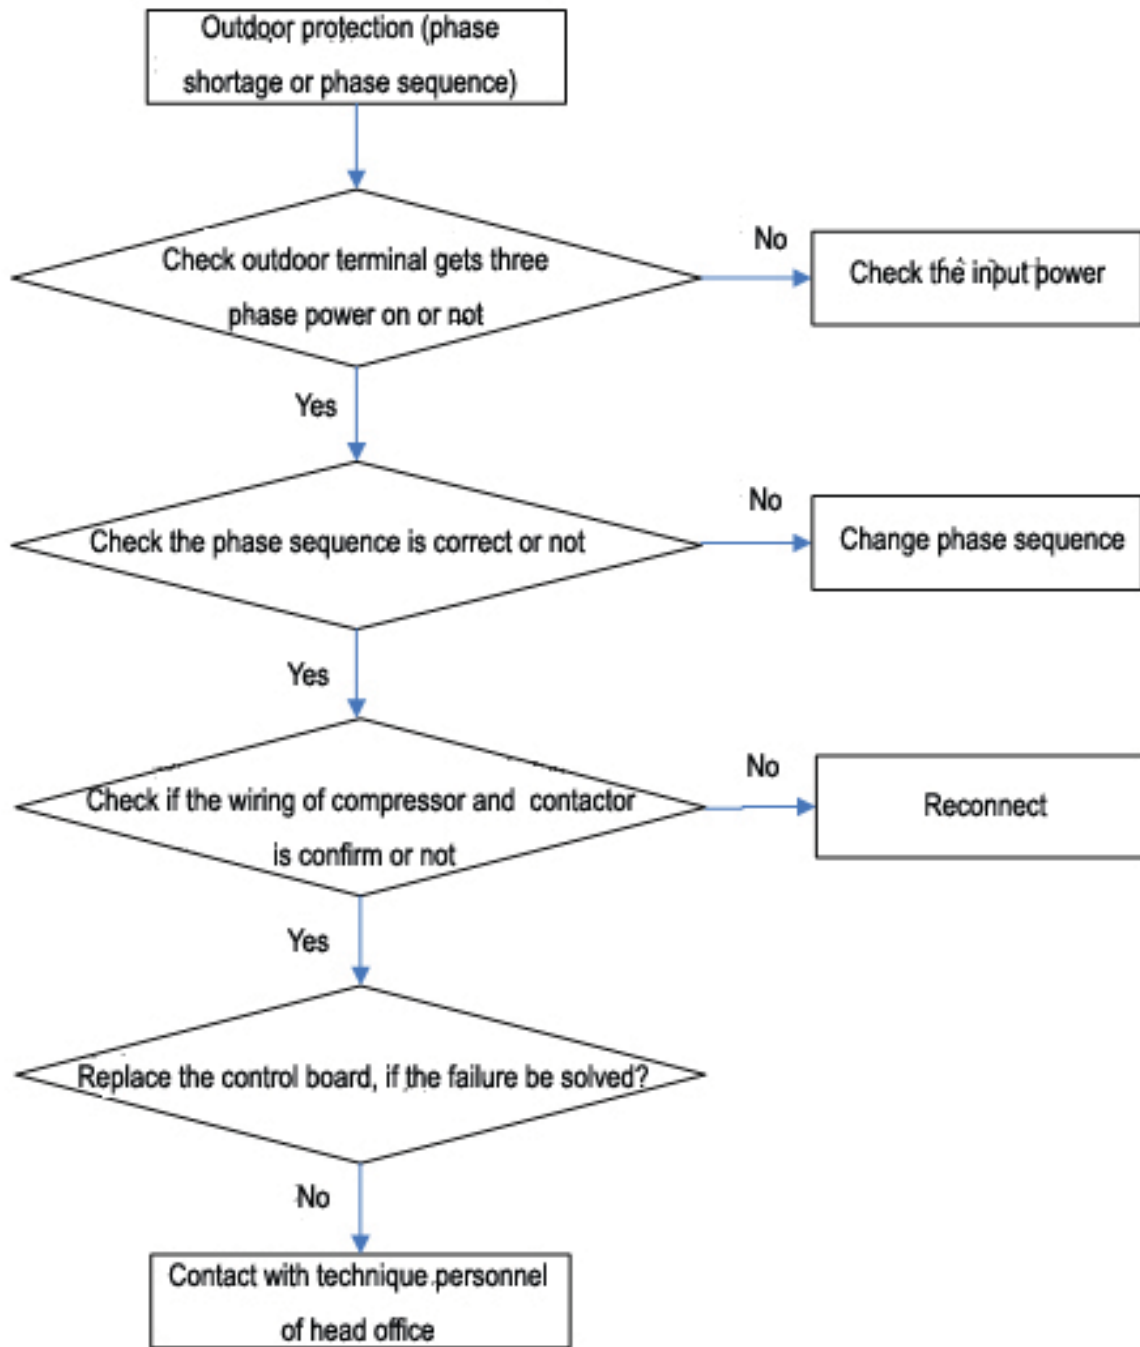 Outdoor protection (phase
shortage or phase sequence)
Check outdoor terminal gets three
phase power on or not
No
Check the input power
Yes
Check the phase sequence is correct or not
No
Change phase sequence
Yes
Check if the wiring of compressor and contactor
is confirm or not
No
Reconnect
Yes
Replace the control board, if the failure be solved?
No
Contact with technique personnel
of head office